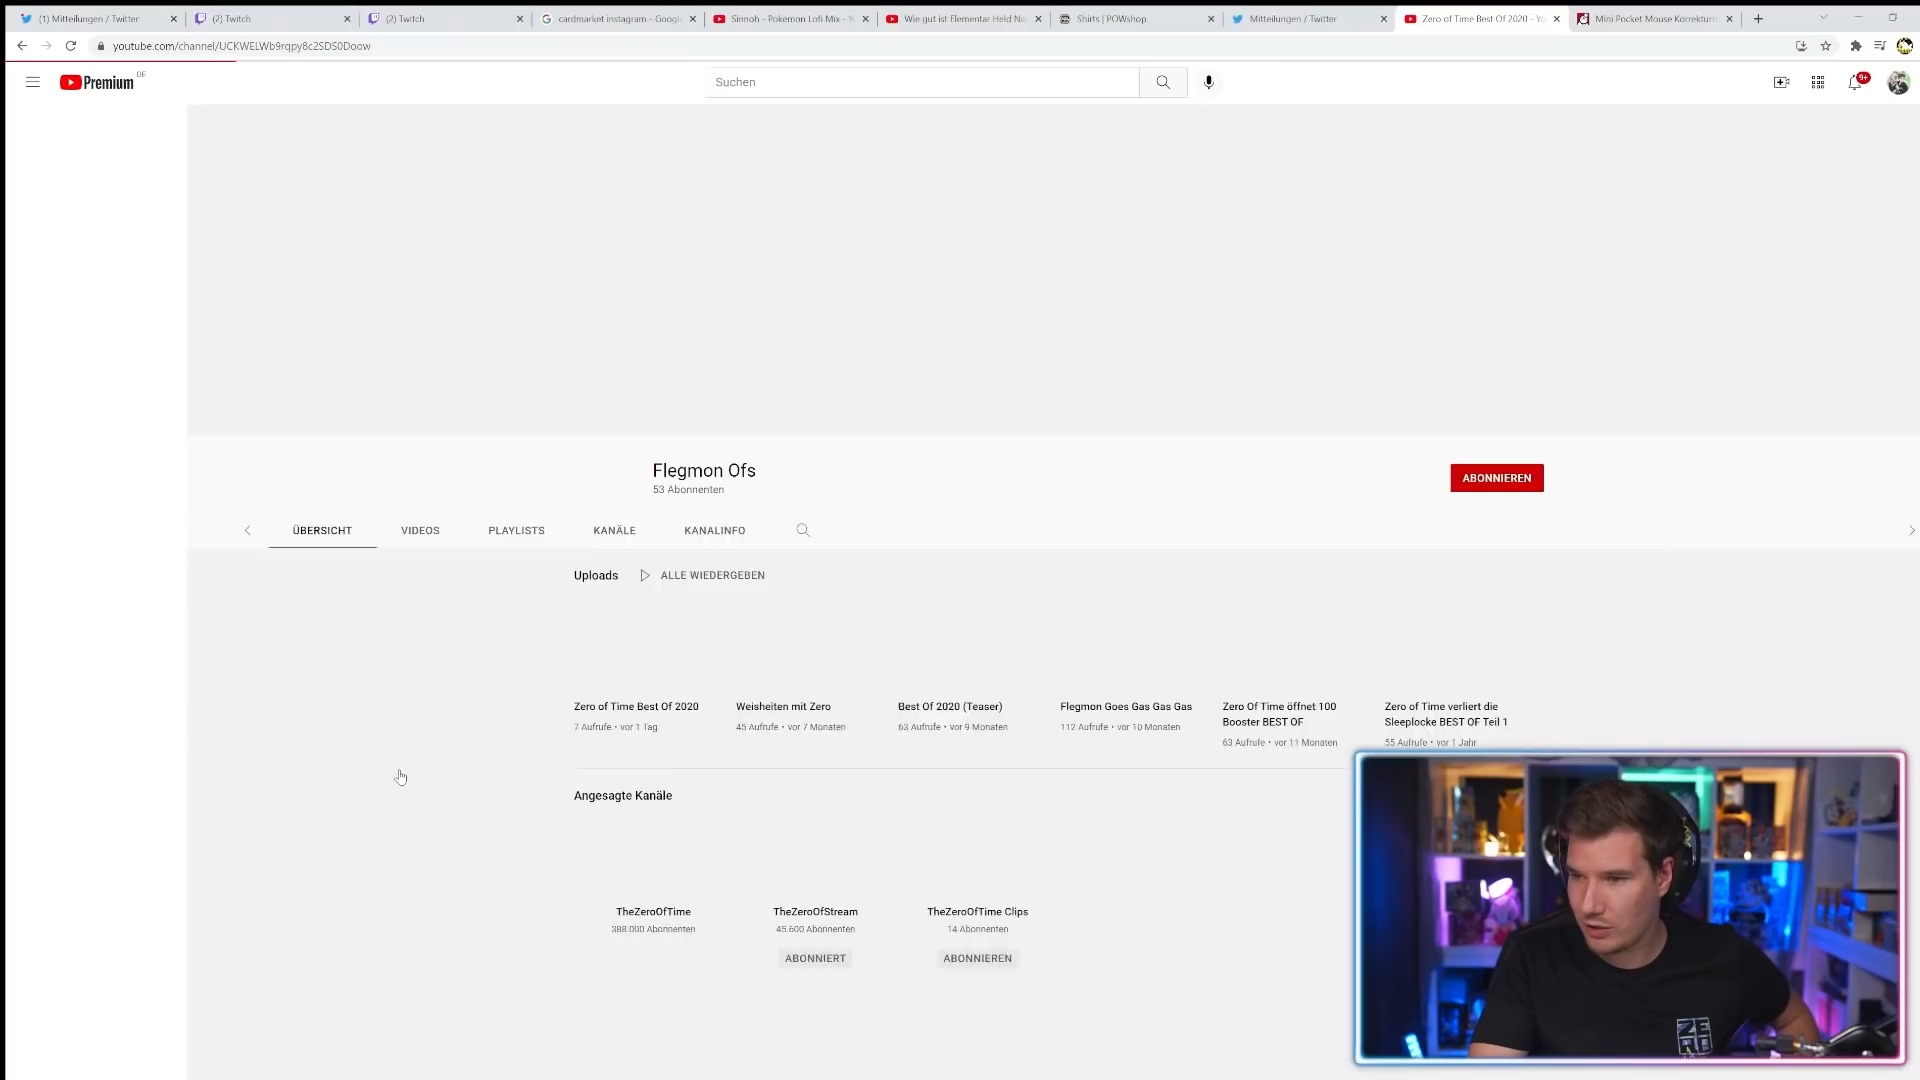 (1) Mitteilungen / Twitter
(2) Twitch
(2) Twitch
cardmarket instagram - Googl
Sinnoh - Pokemon Lofi Mix - Y
Wie gut ist Elementar Held Ne
Shirts | POWshop
Mitteilungen / Twitter
Zero of Time Best Of 2020 - Yo
Mini Pocket Mouse Korrekturro
youtube.com/channel/UCKWELWb9rqpy8c2SDS0Doow
Premium DE
Suchen
9+
Flegmon Ofs
53 Abonnenten
ABONNIEREN
ÜBERSICHT
VIDEOS
PLAYLISTS
KANÄLE
KANALINFO
Uploads
ALLE WIEDERGEBEN
Zero of Time Best Of 2020
7 Aufrufe • vor 1 Tag
Weisheiten mit Zero
45 Aufrufe • vor 7 Monaten
Best Of 2020 (Teaser)
63 Aufrufe • vor 9 Monaten
Flegmon Goes Gas Gas Gas
112 Aufrufe • vor 10 Monaten
Zero Of Time öffnet 100
Booster BEST OF
63 Aufrufe • vor 11 Monaten
Zero of Time verliert die
Sleeplocke BEST OF Teil 1
55 Aufrufe • vor 1 Jahr
Angesagte Kanäle
TheZeroOfTime
388.000 Abonnenten
TheZeroOfStream
45.600 Abonnenten
ABONNIERT
TheZeroOfTime Clips
14 Abonnenten
ABONNIEREN
ZE
RO